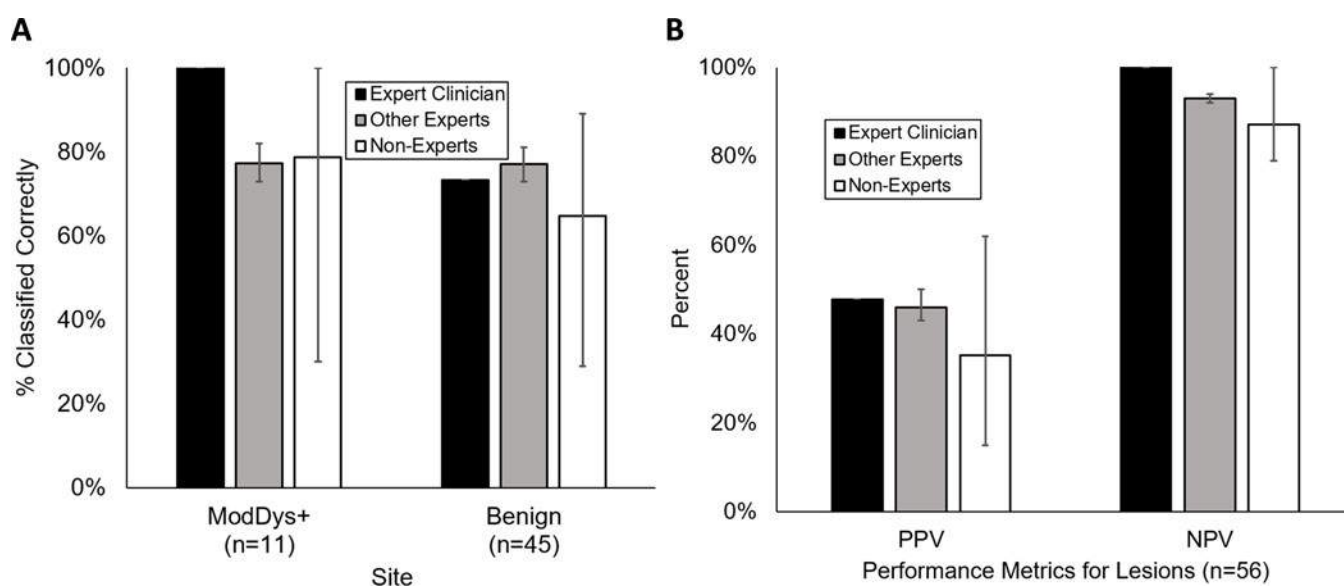 A
100%
80%
60%
40%
20%
0%
% Classified Correctly
Expert Clinician
Other Experts
Non-Experts
ModDys+
(n=11)
Benign
(n=45)
Site
B
100%
80%
60%
40%
20%
0%
Percent
Expert Clinician
Other Experts
Non-Experts
PPV
NPV
Performance Metrics for Lesions (n=56)